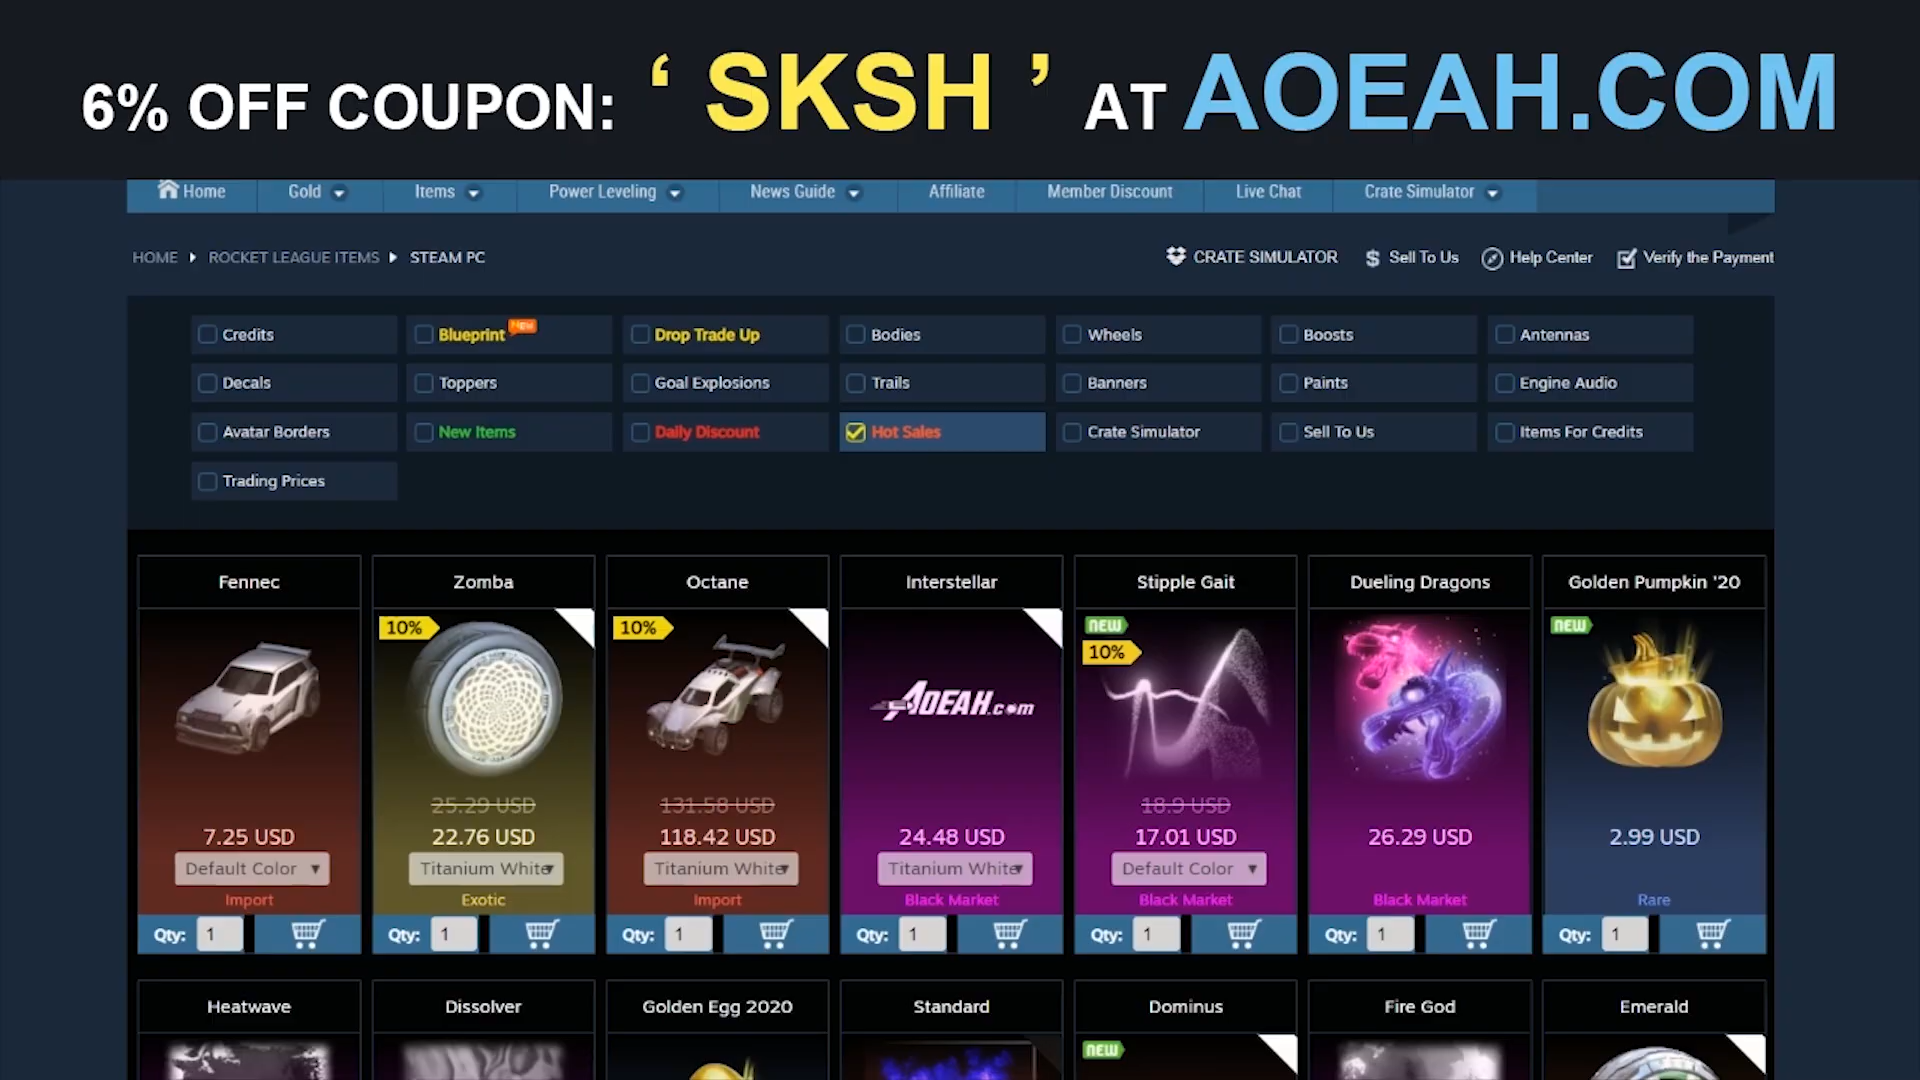 6% OFF COUPON: ‘ SKSH ’ AT AOEAH.COM
Home Gold Items Power Leveling News Guide Affiliate Member Discount Live Chat Crate Simulator
HOME ROCKET LEAGUE ITEMS STEAM PC CRATE SIMULATOR $ Sell To Us Help Center Verify the Payment
Credits Blueprint New Drop Trade Up Bodies Wheels Boosts Antennas
Decals Toppers Goal Explosions Trails Banners Paints Engine Audio
Avatar Borders New Items Daily Discount Hot Sales Crate Simulator Sell To Us Items For Credits
Trading Prices
Fennec Zomba Octane Interstellar Stipple Gait Dueling Dragons Golden Pumpkin '20
10% 10% NEW NEW
10%
AOEAH.com
25.29 USD 131.58 USD 18.9 USD
7.25 USD 22.76 USD 118.42 USD 24.48 USD 17.01 USD 26.29 USD 2.99 USD
Default Color Titanium White Titanium White Titanium White Default Color
Import Exotic Import Black Market Black Market Black Market Rare
Qty: 1 Qty: 1 Qty: 1 Qty: 1 Qty: 1 Qty: 1 Qty: 1
Heatwave Dissolver Golden Egg 2020 Standard Dominus Fire God Emerald
NEW